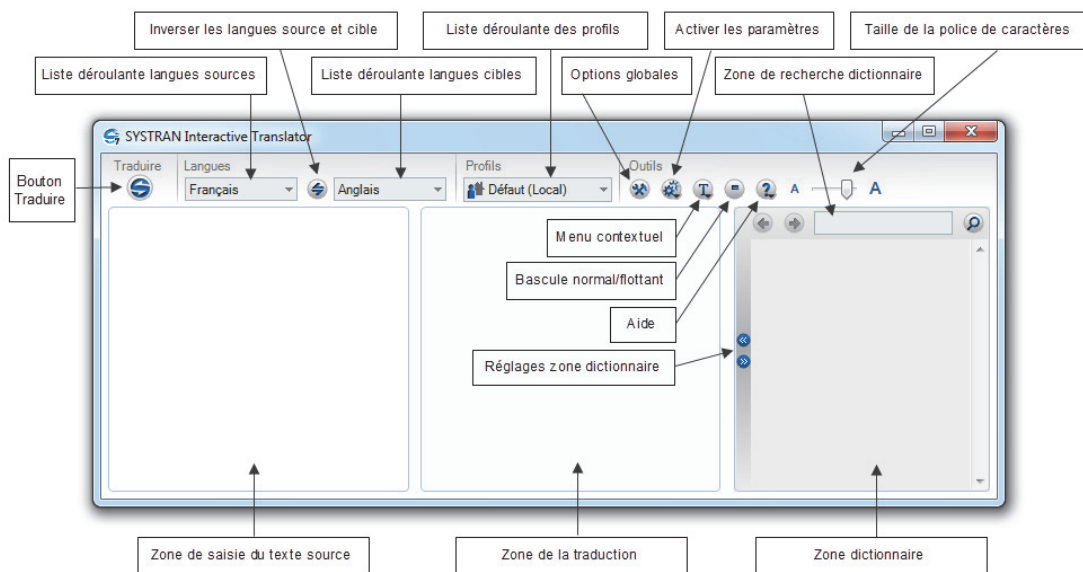 Inverser les langues source et cible
Liste déroulante des profils
Activer les paramètres
Taille de la police de caractères
Liste déroulante langues sources
Liste déroulante langues cibles
Options globales
Zone de recherche dictionnaire
SYSTRAN Interactive Translator
Bouton
Traduire
Traduire
Langues
Profils
Outils
Français
Anglais
Défaut (Local)
T
?
A
A
Menu contextuel
Bascule normal/flottant
Aide
Réglages zone dictionnaire
Zone de saisie du texte source
Zone de la traduction
Zone dictionnaire